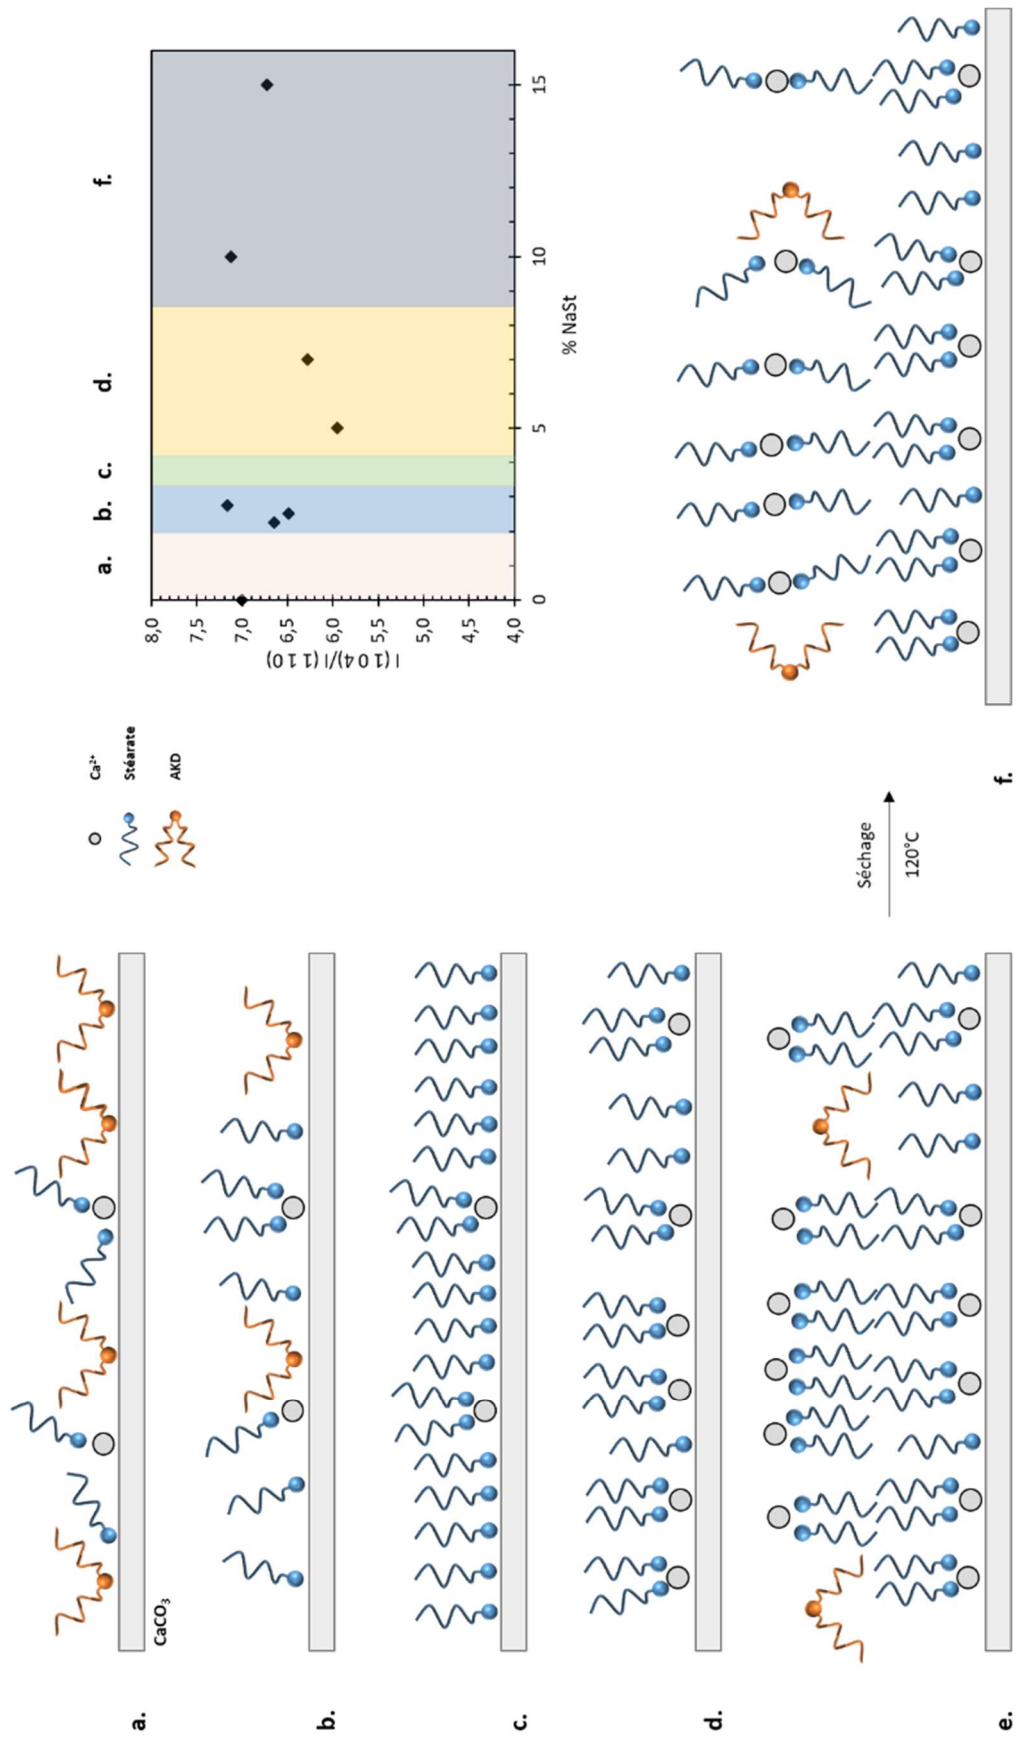 a.
CaCO₃
b.
c.
d.
e.
Ca²⁺
Stéarate
AKD
Séchage
120°C
f.
a. b. c. d. f.
8,0
7,5
7,0
6,5
6,0
5,5
5,0
4,5
4,0
I (1 0 4)/I (1 1 0)
0 5 10 15
% NaSt